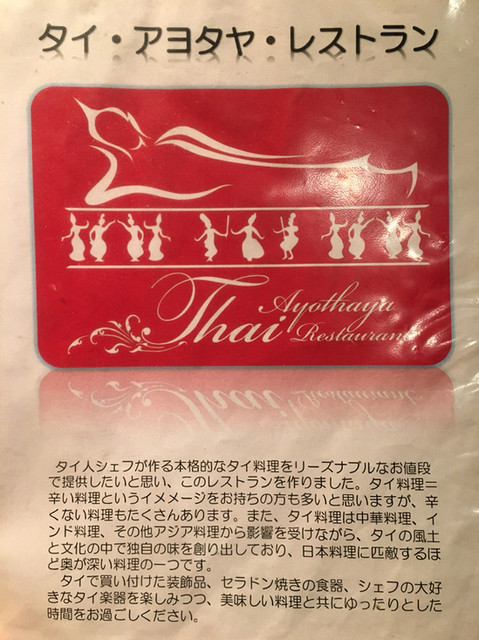 タイ・アヨタヤ・レストラン
Thai Ayothaya
Restaurant
タイ人シェフが作る本格的なタイ料理をリーズナブルなお値段
で提供したいと思い、このレストランを作りました。タイ料理＝
辛い料理というイメージをお持ちの方も多いと思いますが、辛
くない料理もたくさんあります。また、タイ料理は中華料理、イ
ンド料理、その他アジア料理から影響を受けながら、タイの風土
と文化の中で独自の味を創り出しており、日本料理に匹敵するほ
ど奥が深い料理の一つです。
タイで買い付けた装飾品、セラドン焼きの食器、シェフの大好
きなタイ楽器を楽しみつつ、美味しい料理と共にゆったりとした
時間をお過ごしください。